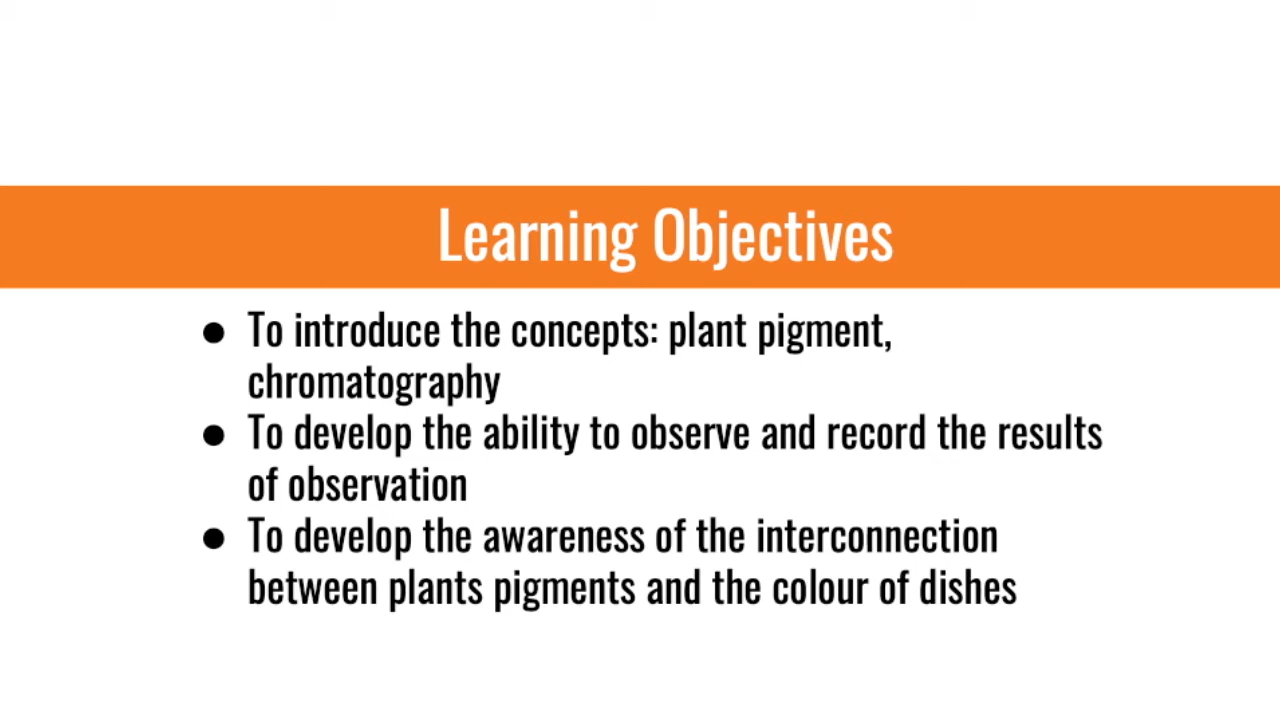 Learning Objectives
● To introduce the concepts: plant pigment,
chromatography
● To develop the ability to observe and record the results
of observation
● To develop the awareness of the interconnection
between plants pigments and the colour of dishes